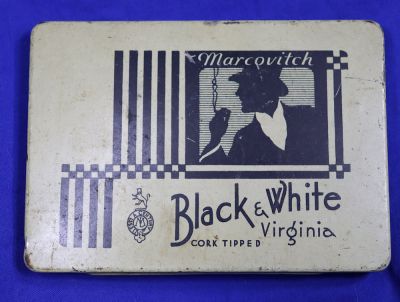 Marcovitch
Black & White
Virginia
CORK TIPPED